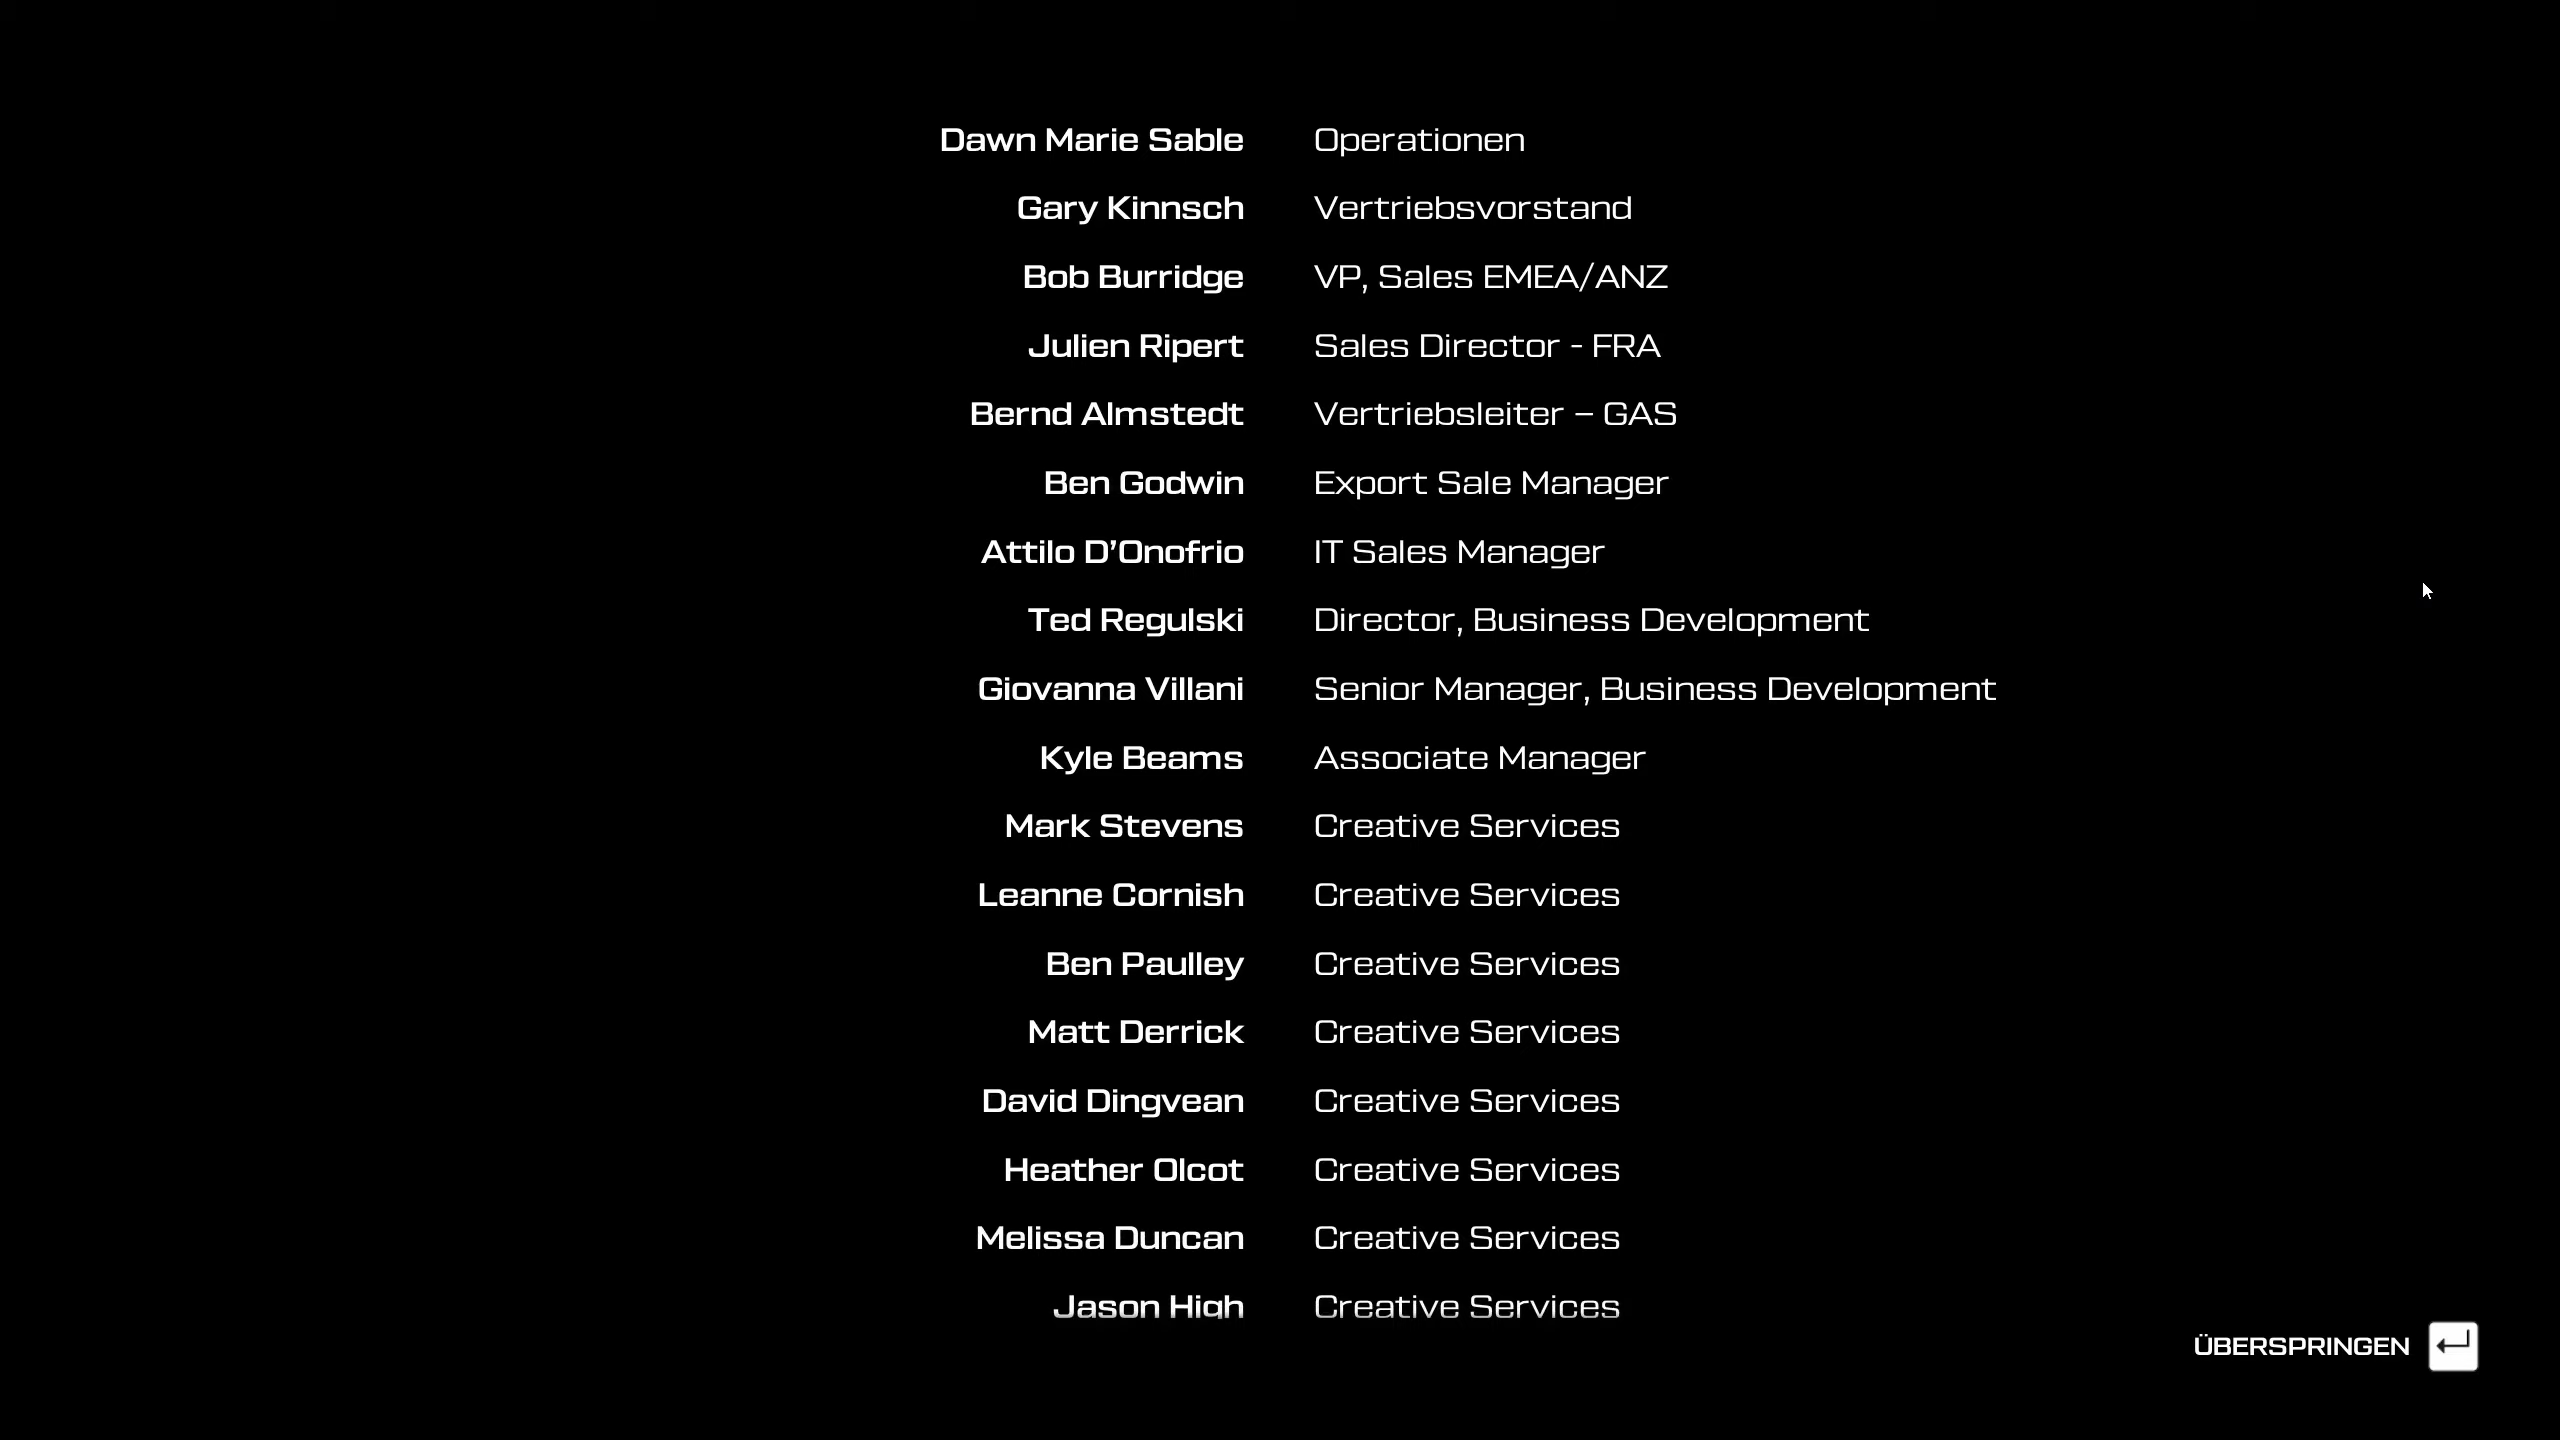 Dawn Marie Sable Operationen
Gary Kinnsch Vertriebsvorstand
Bob Burridge VP, Sales EMEA/ANZ
Julien Ripert Sales Director - FRA
Bernd Almstedt Vertriebsleiter – GAS
Ben Godwin Export Sale Manager
Attilo D’Onofrio IT Sales Manager
Ted Regulski Director, Business Development
Giovanna Villani Senior Manager, Business Development
Kyle Beams Associate Manager
Mark Stevens Creative Services
Leanne Cornish Creative Services
Ben Paulley Creative Services
Matt Derrick Creative Services
David Dingvean Creative Services
Heather Olcot Creative Services
Melissa Duncan Creative Services
Jason High Creative Services
ÜBERSPRINGEN